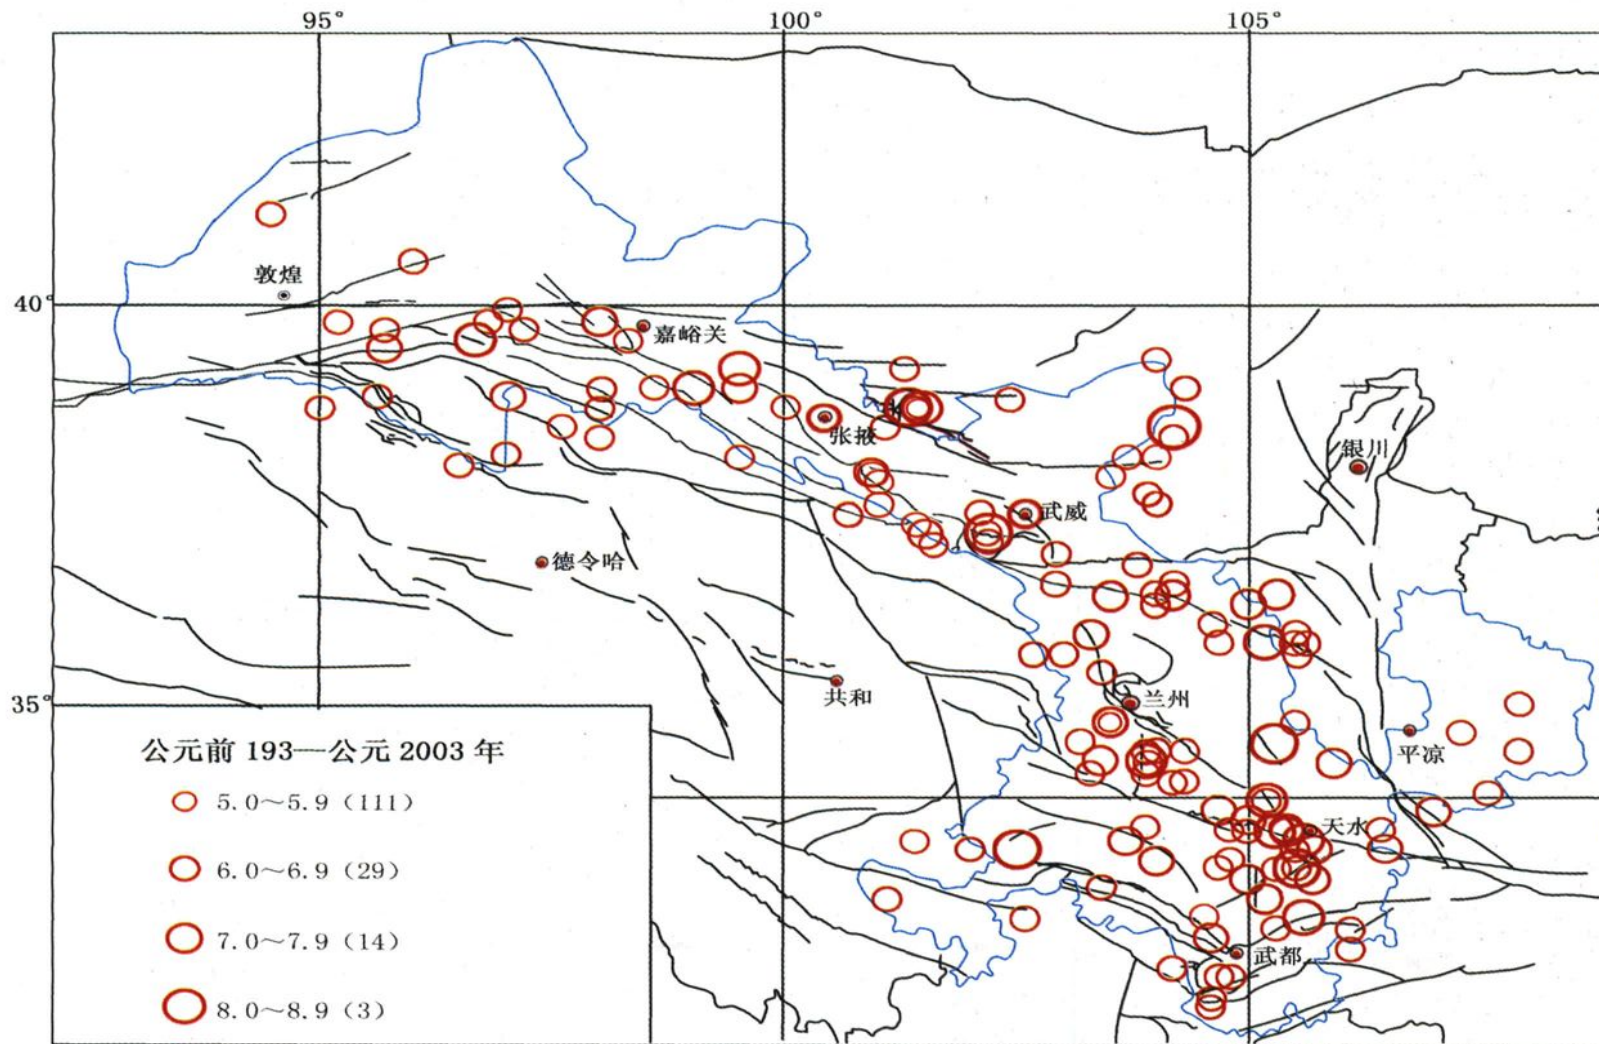 95°
100°
105°
敦煌
40°
嘉峪关
张掖
银川
武威
德令哈
共和
兰州
35°
平凉
公元前 193—公元 2003 年
5.0～5.9（111）
天水
6.0～6.9（29）
7.0～7.9（14）
武都
8.0～8.9（3）